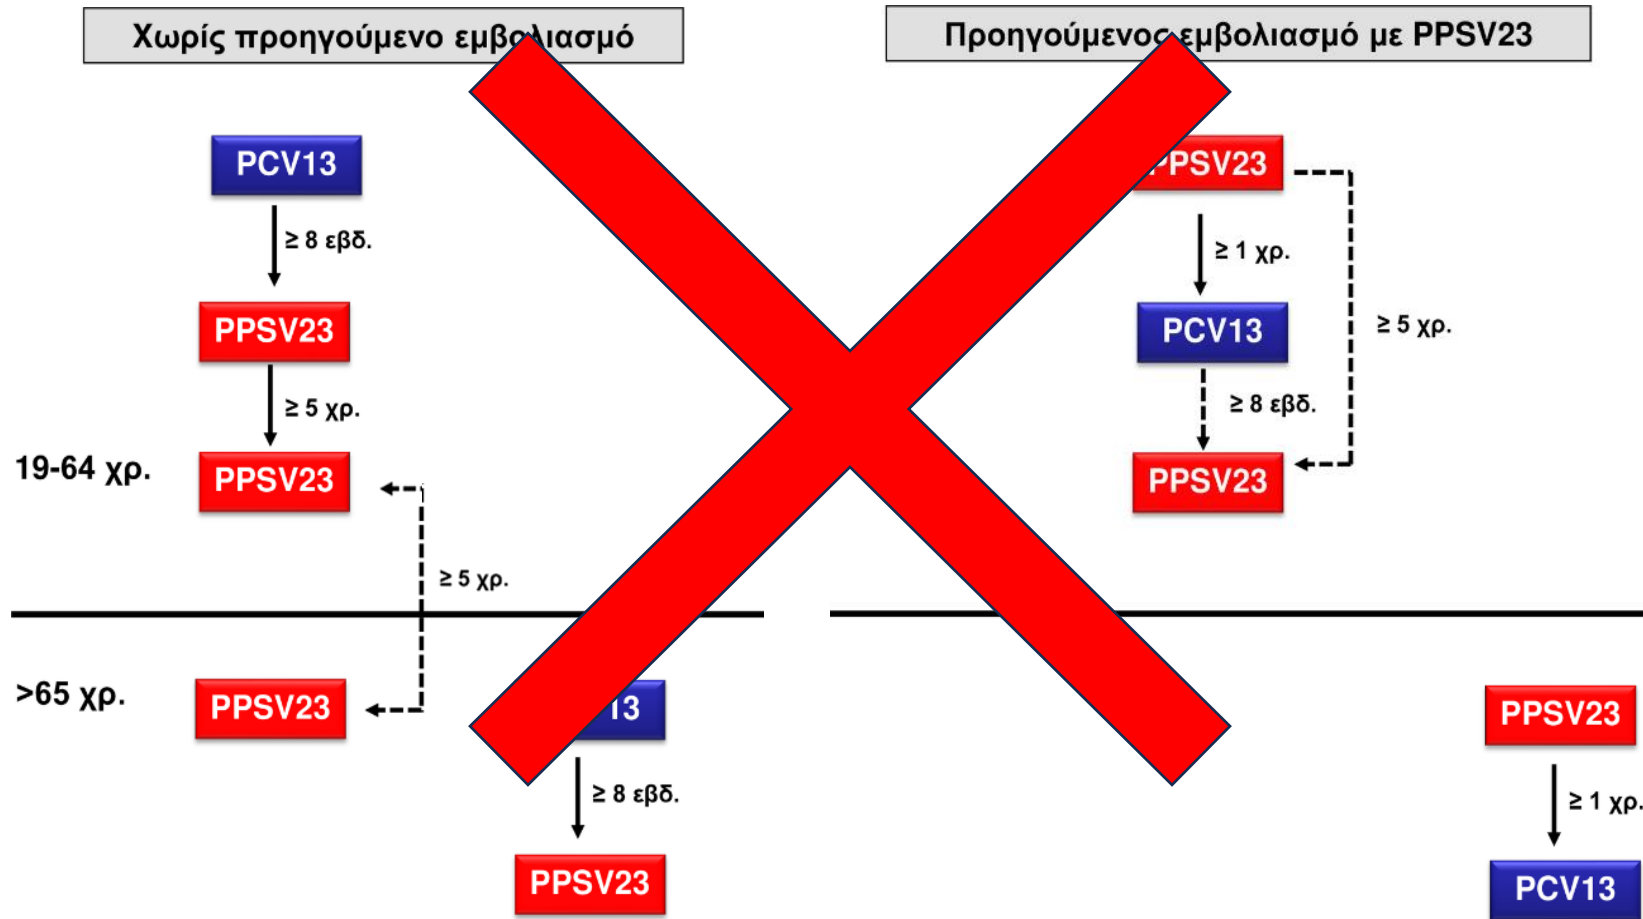 Χωρίς προηγούμενο εμβολιασμό
PCV13
≥ 8 εβδ.
PPSV23
≥ 5 χρ.
19-64 χρ.
PPSV23
≥ 5 χρ.
>65 χρ.
PPSV23
13
≥ 8 εβδ.
PPSV23
Προηγούμενος εμβολιασμό με PPSV23
PPSV23
≥ 1 χρ.
≥ 5 χρ.
PCV13
≥ 8 εβδ.
PPSV23
PPSV23
≥ 1 χρ.
PCV13